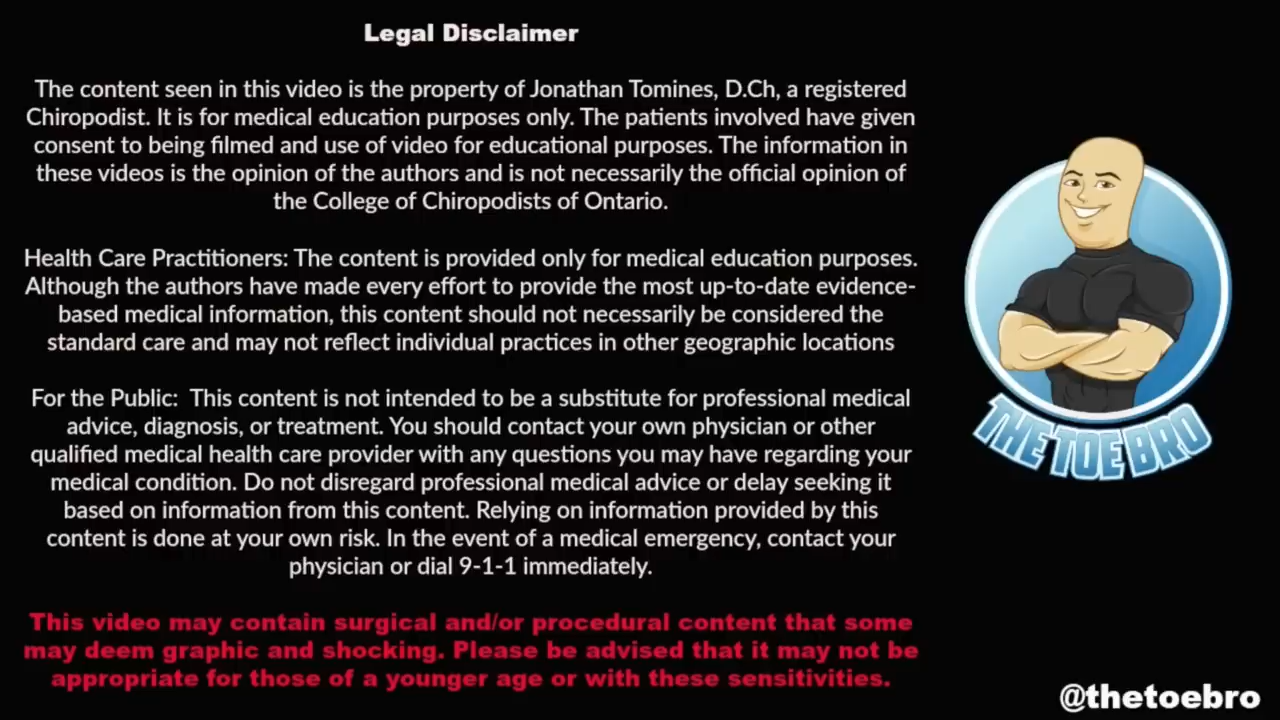 Legal Disclaimer
The content seen in this video is the property of Jonathan Tomines, D.Ch, a registered
Chiropodist. It is for medical education purposes only. The patients involved have given
consent to being filmed and use of video for educational purposes. The information in
these videos is the opinion of the authors and is not necessarily the official opinion of
the College of Chiropodists of Ontario.
Health Care Practitioners: The content is provided only for medical education purposes.
Although the authors have made every effort to provide the most up-to-date evidence-
based medical information, this content should not necessarily be considered the
standard care and may not reflect individual practices in other geographic locations
For the Public:  This content is not intended to be a substitute for professional medical
advice, diagnosis, or treatment. You should contact your own physician or other
qualified medical health care provider with any questions you may have regarding your
medical condition. Do not disregard professional medical advice or delay seeking it
based on information from this content. Relying on information provided by this
content is done at your own risk. In the event of a medical emergency, contact your
physician or dial 9-1-1 immediately.
This video may contain surgical and/or procedural content that some
may deem graphic and shocking. Please be advised that it may not be
appropriate for those of a younger age or with these sensitivities.
THE TOE BRO
@thetoebro